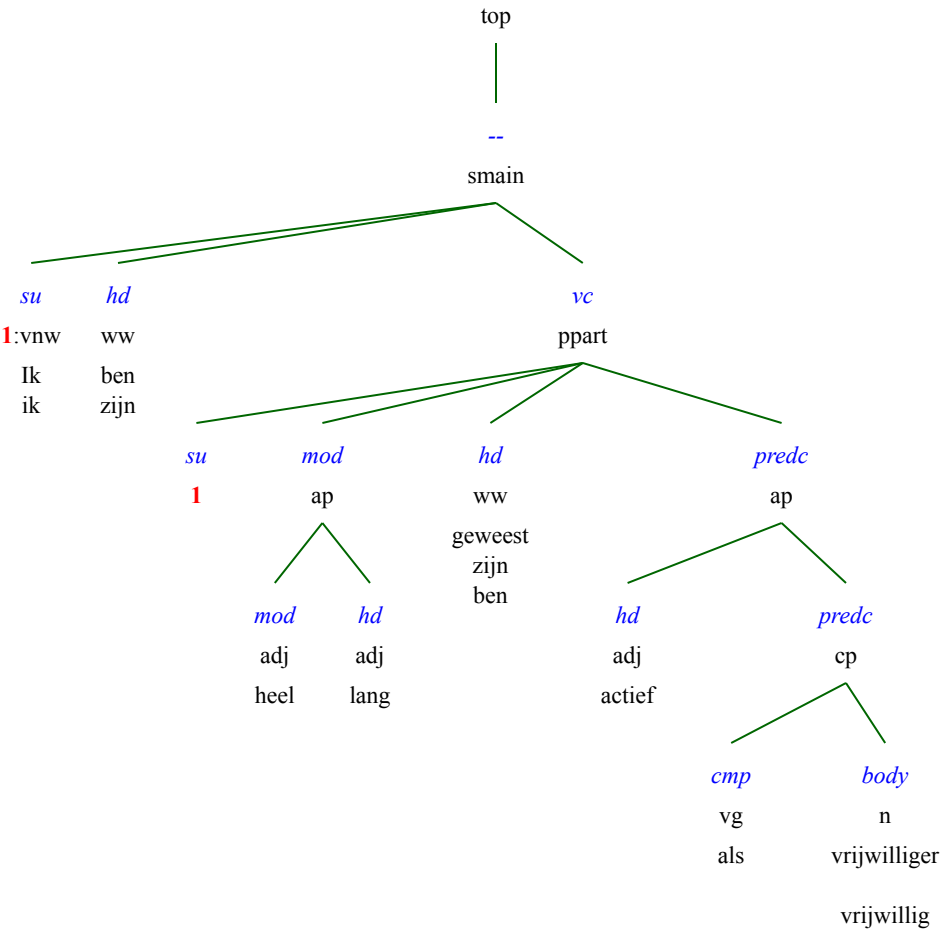 top
--
smain
su hd vc
1:vnw ww ppart
Ik ben
ik zijn
su mod hd predc
1 ap ww ap
geweest
zijn
ben
mod hd hd predc
adj adj adj cp
heel lang actief
cmp body
vg n
als vrijwilliger
vrijwillig